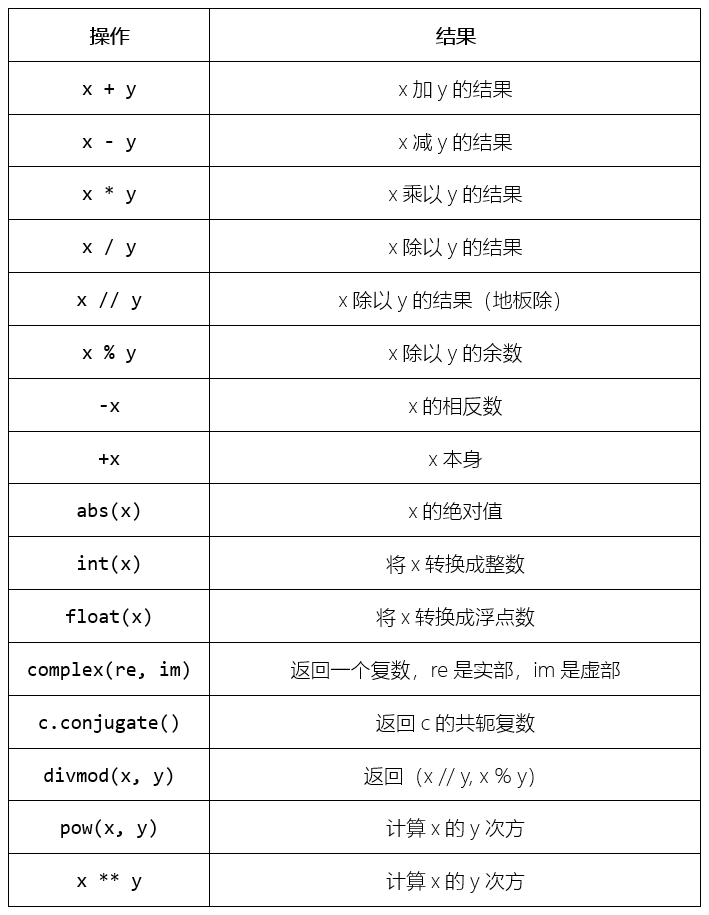 操作 结果
x + y x 加 y 的结果
x - y x 减 y 的结果
x * y x 乘以 y 的结果
x / y x 除以 y 的结果
x // y x 除以 y 的结果（地板除）
x % y x 除以 y 的余数
-x x 的相反数
+x x 本身
abs(x) x 的绝对值
int(x) 将 x 转换成整数
float(x) 将 x 转换成浮点数
complex(re, im) 返回一个复数，re 是实部，im 是虚部
c.conjugate() 返回 c 的共轭复数
divmod(x, y) 返回（x // y, x % y）
pow(x, y) 计算 x 的 y 次方
x ** y 计算 x 的 y 次方